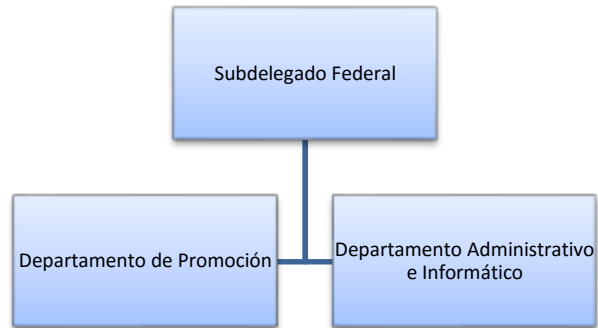 Subdelegado Federal
Departamento de Promoción
Departamento Administrativo
e Informático